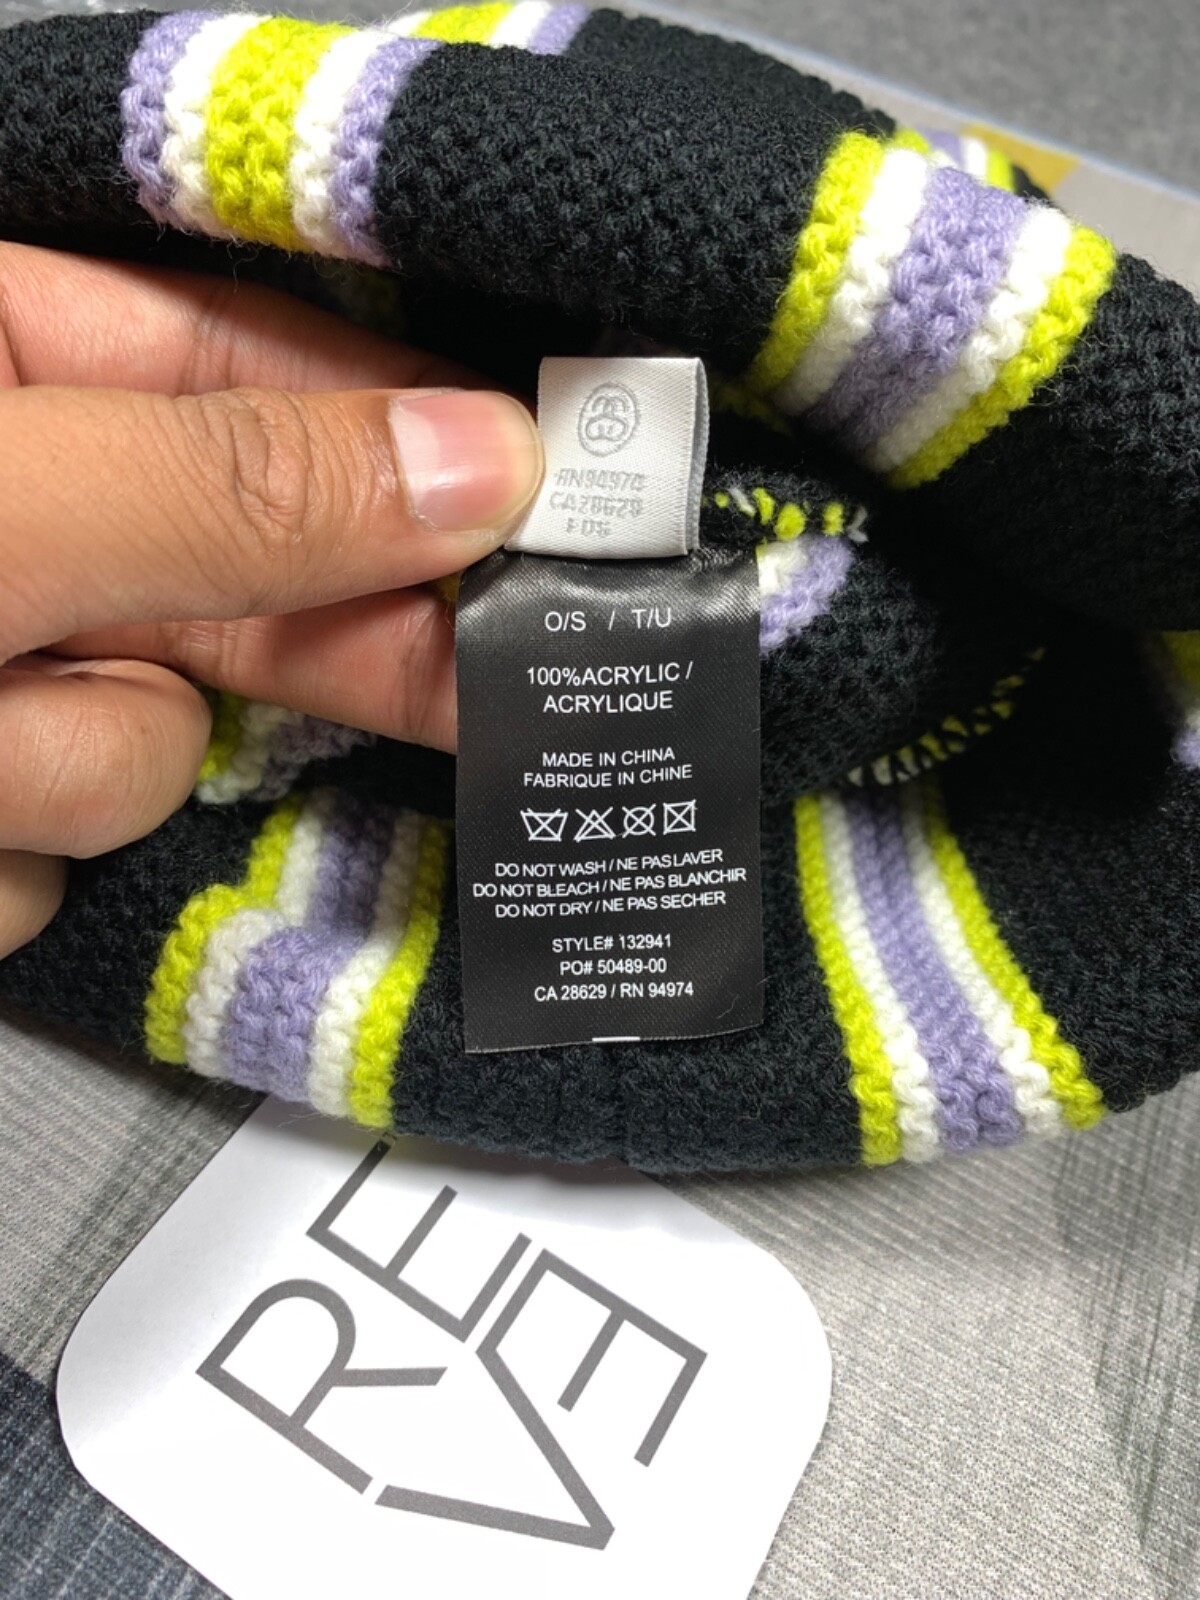 RN94974
CA28629
EDS
O/S / T/U
100%ACRYLIC /
ACRYLIQUE
MADE IN CHINA
FABRIQUE IN CHINE
DO NOT WASH / NE PAS LAVER
DO NOT BLEACH / NE PAS BLANCHIR
DO NOT DRY / NE PAS SECHER
STYLE# 132941
PO# 50489-00
CA 28629 / RN 94974
RE
VE